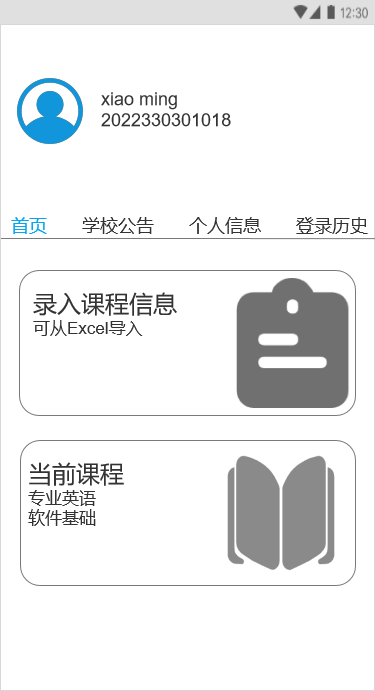 12:30
xiao ming
2022330301018
首页 学校公告 个人信息 登录历史
录入课程信息
可从Excel导入
当前课程
专业英语
软件基础